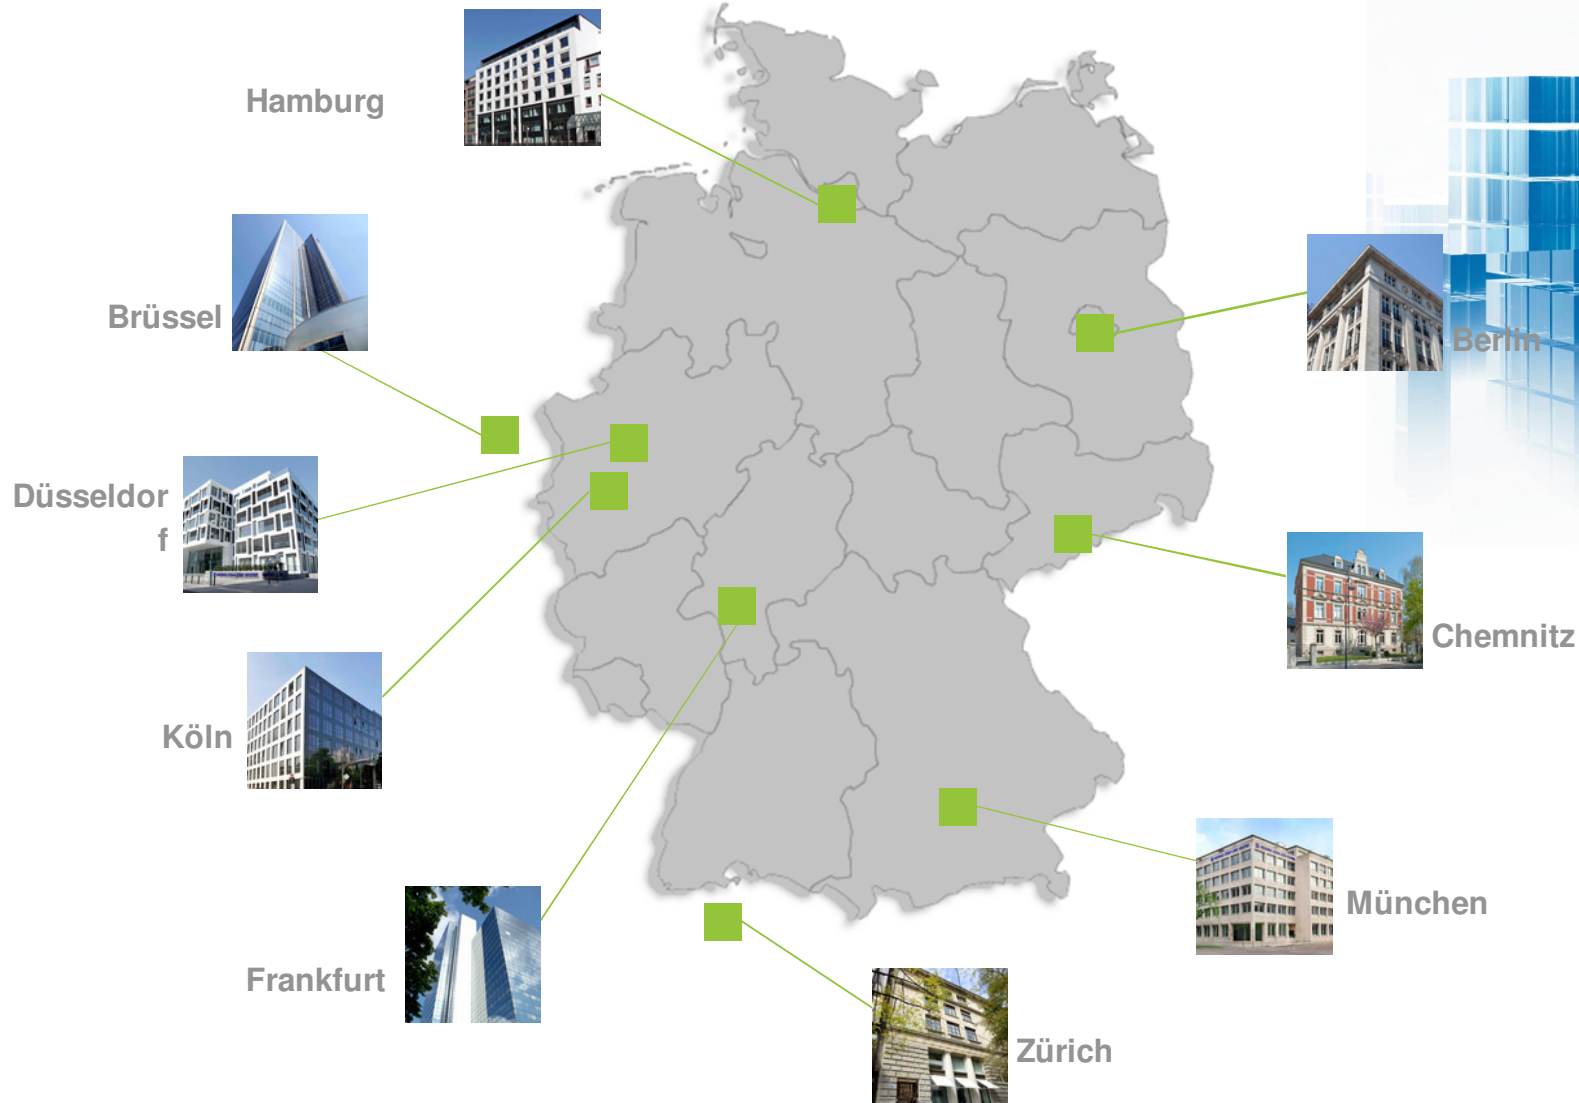 Hamburg
Brüssel
Berlin
Düsseldor
f
Chemnitz
Köln
München
Frankfurt
Zürich